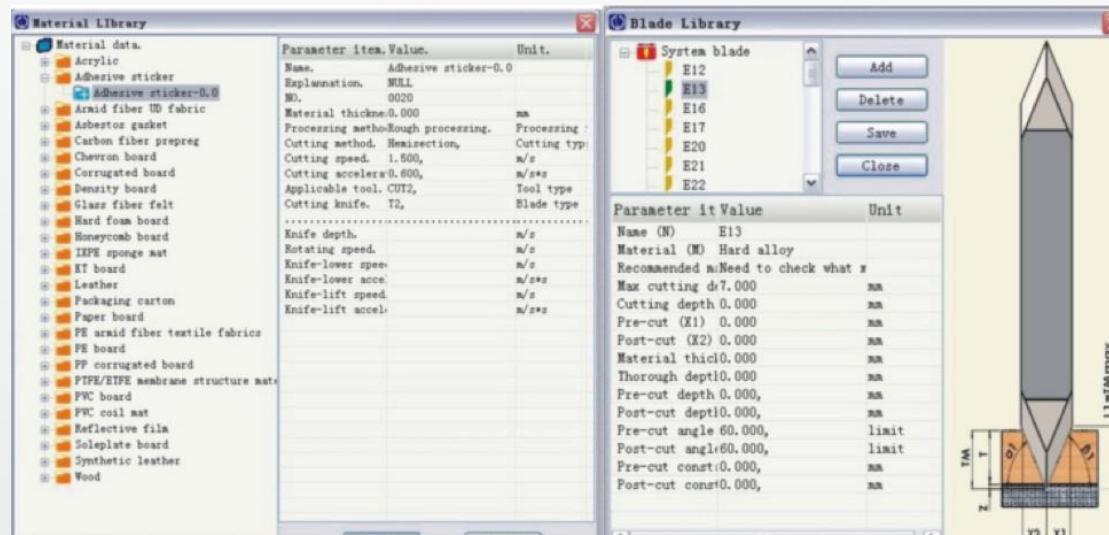 Material LIbrary
Material data.
Acrylic
Adhesive sticker
Adhesive sticker-0.0
Armid fiber UD fabric
Asbestos gasket
Carbon fiber prepreg
Chevron board
Corrugated board
Density board
Glass fiber felt
Hard foam board
Honeycomb board
IXPE sponge mat
KT board
Leather
Packaging carton
Paper board
PE armid fiber textile fabrics
PE board
PP corrugated board
PTFE/ETFE membrane structure mate
PVC board
PVC coil mat
Reflective film
Soleplate board
Synthetic leather
Wood
Parameter item. Value. Unit.
Name. Adhesive sticker-0.0
Explannation. NULL
NO. 0020
Material thickne 0.000 mm
Processing metho Rough processing. Processing
Cutting method. Hemisection, Cutting typ
Cutting speed. 1.500, m/s
Cutting accelera 0.600, m/s*s
Applicable tool. CUT2, Tool type
Cutting knife. T2, Blade type
Knife depth. m/s
Rotating speed. m/s
Knife-lower spee m/s
Knife-lower acce m/s*s
Knife-lift speed m/s
Knife-lift accel m/s*s
Blade Library
System blade
E12
E13
E16
E17
E20
E21
E22
Add
Delete
Save
Close
Parameter it Value Unit
Name (N) E13
Material (M) Hard alloy
Recommended m Need to check what
Max cutting d 7.000 mm
Cutting depth 0.000 mm
Pre-cut (X1) 0.000 mm
Post-cut (X2) 0.000 mm
Material thicl 0.000 mm
Thorough dept 0.000 mm
Pre-cut depth 0.000, mm
Post-cut dept 0.000, mm
Pre-cut angle 60.000, limit
Post-cut angl 60.000, limit
Pre-cut const 0.000, mm
Post-cut const 0.000, mm
T1=TMmax
TM
T
Z
X2 X1